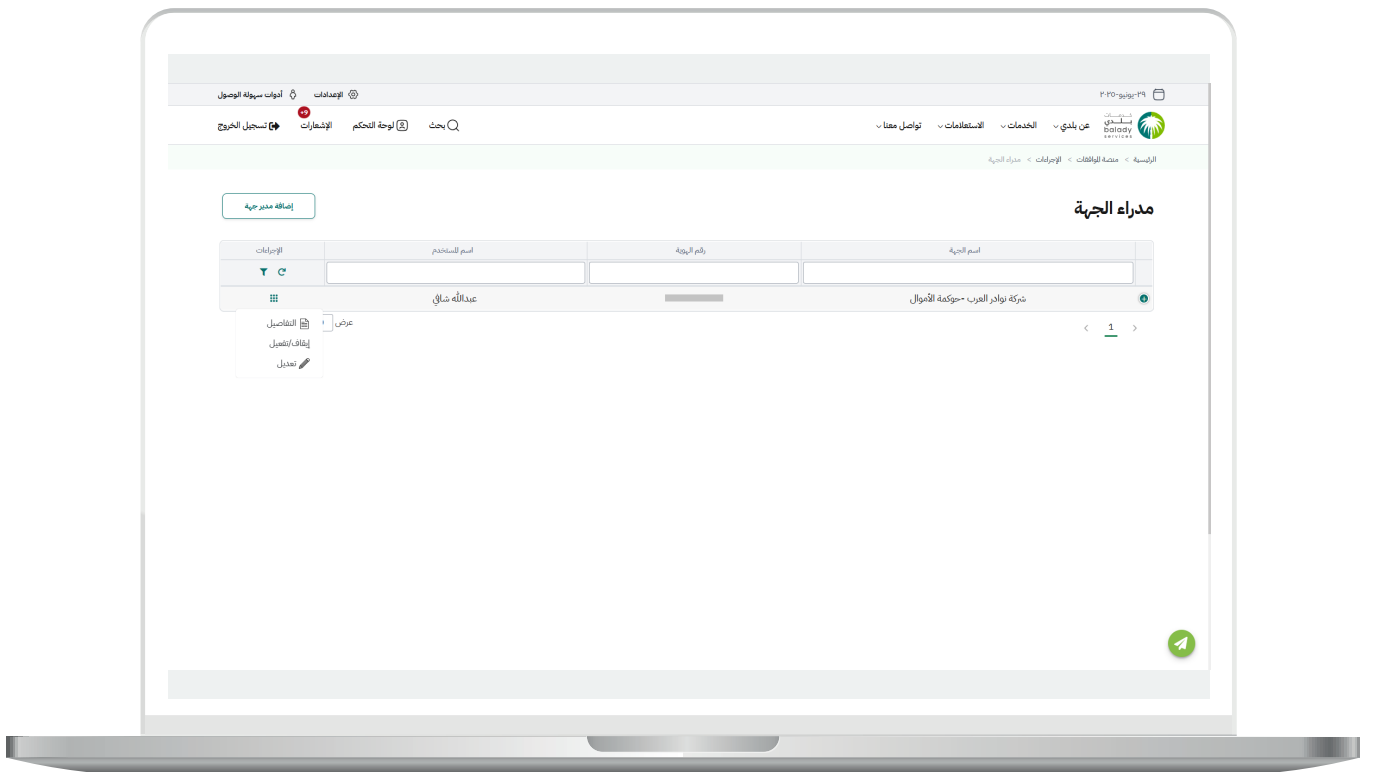 ٢٩-يونيو-٢٠٢٥
الإعدادات
أدوات سهولة الوصول
خدمات
بلدي
balady
services
عن بلدي
الخدمات
الاستعلامات
تواصل معنا
بحث
لوحة التحكم
الإشعارات
+9
تسجيل الخروج
الرئيسية > منصة الموافقات > الإجراءات > مدراء الجهة
مدراء الجهة
إضافة مدير جهة
اسم الجهة
رقم الهوية
اسم المستخدم
الإجراءات
شركة نوادر العرب -حوكمة الأموال
عبدالله شافي
1
عرض
التفاصيل
إيقاف/تفعيل
تعديل